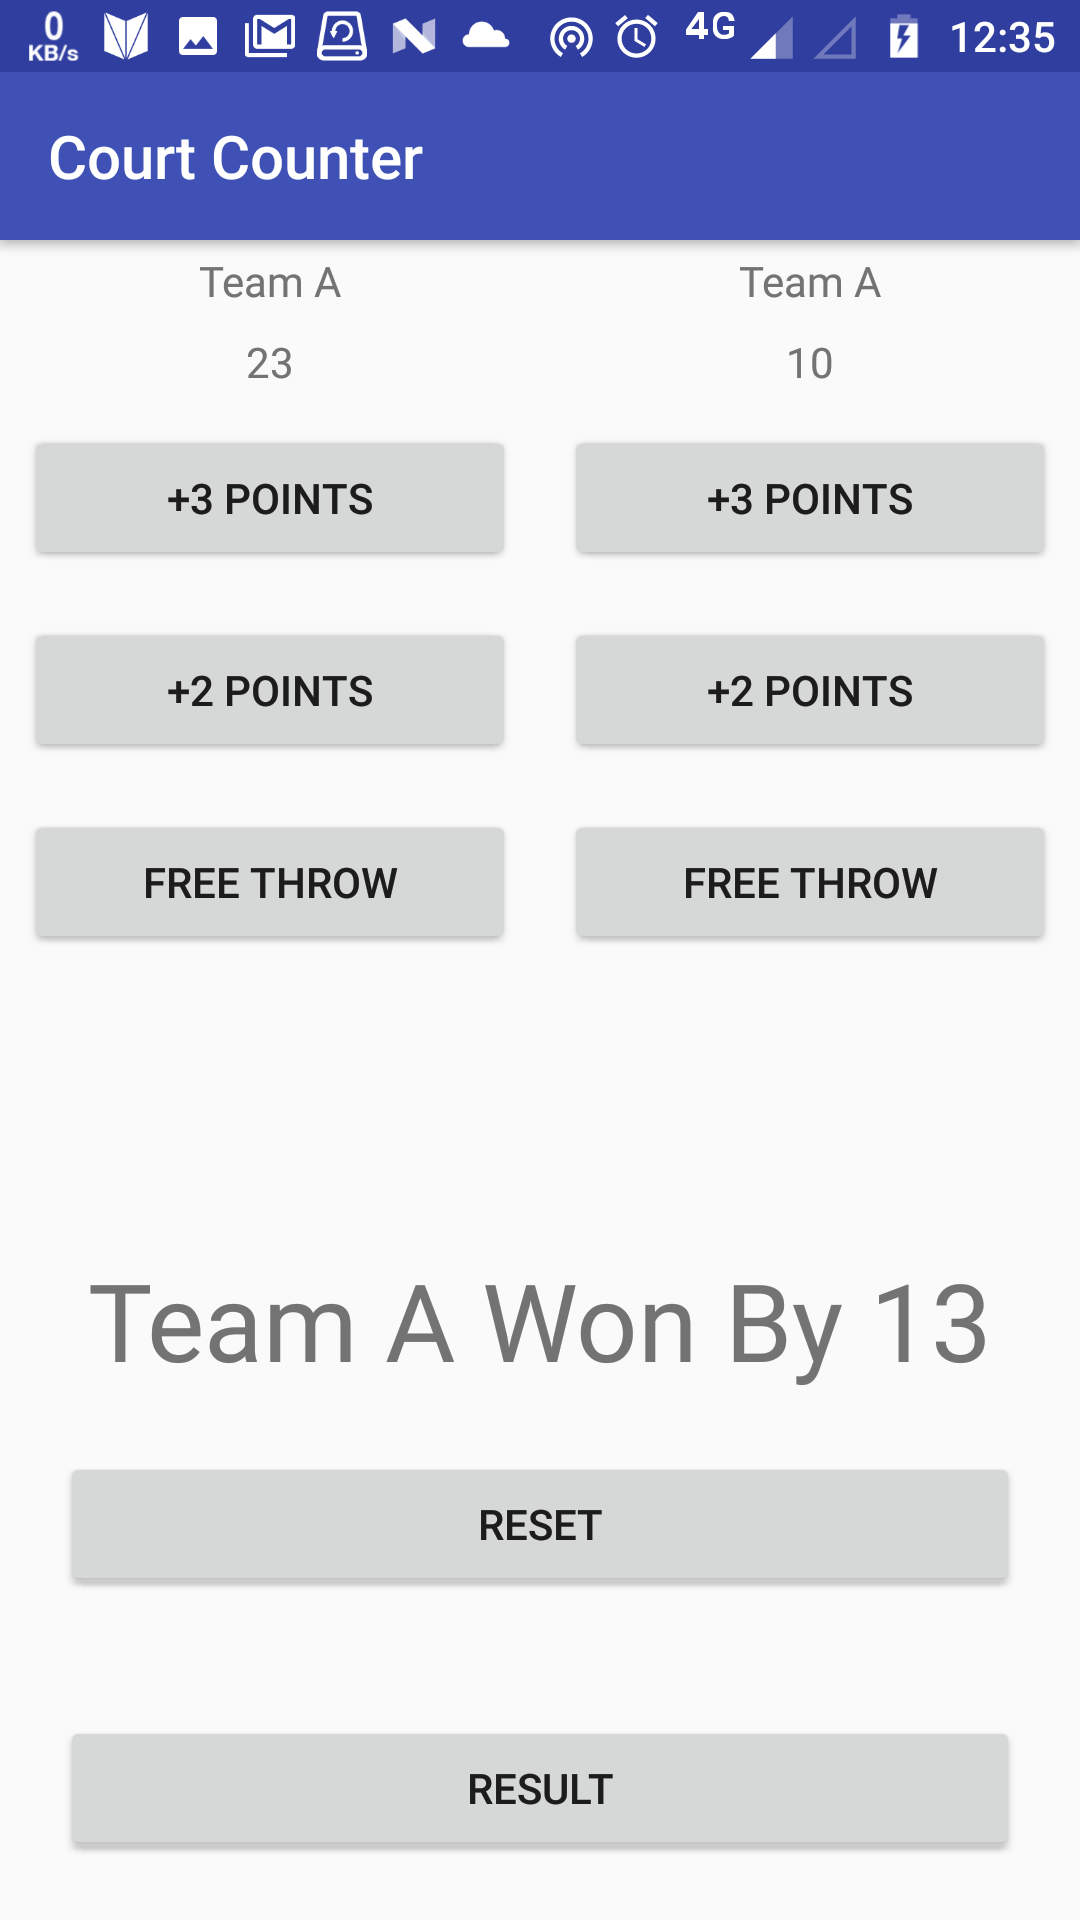 0
KB/s
4G
12:35
Court Counter
Team A
Team A
23
10
+3 POINTS
+3 POINTS
+2 POINTS
+2 POINTS
FREE THROW
FREE THROW
Team A Won By 13
RESET
RESULT